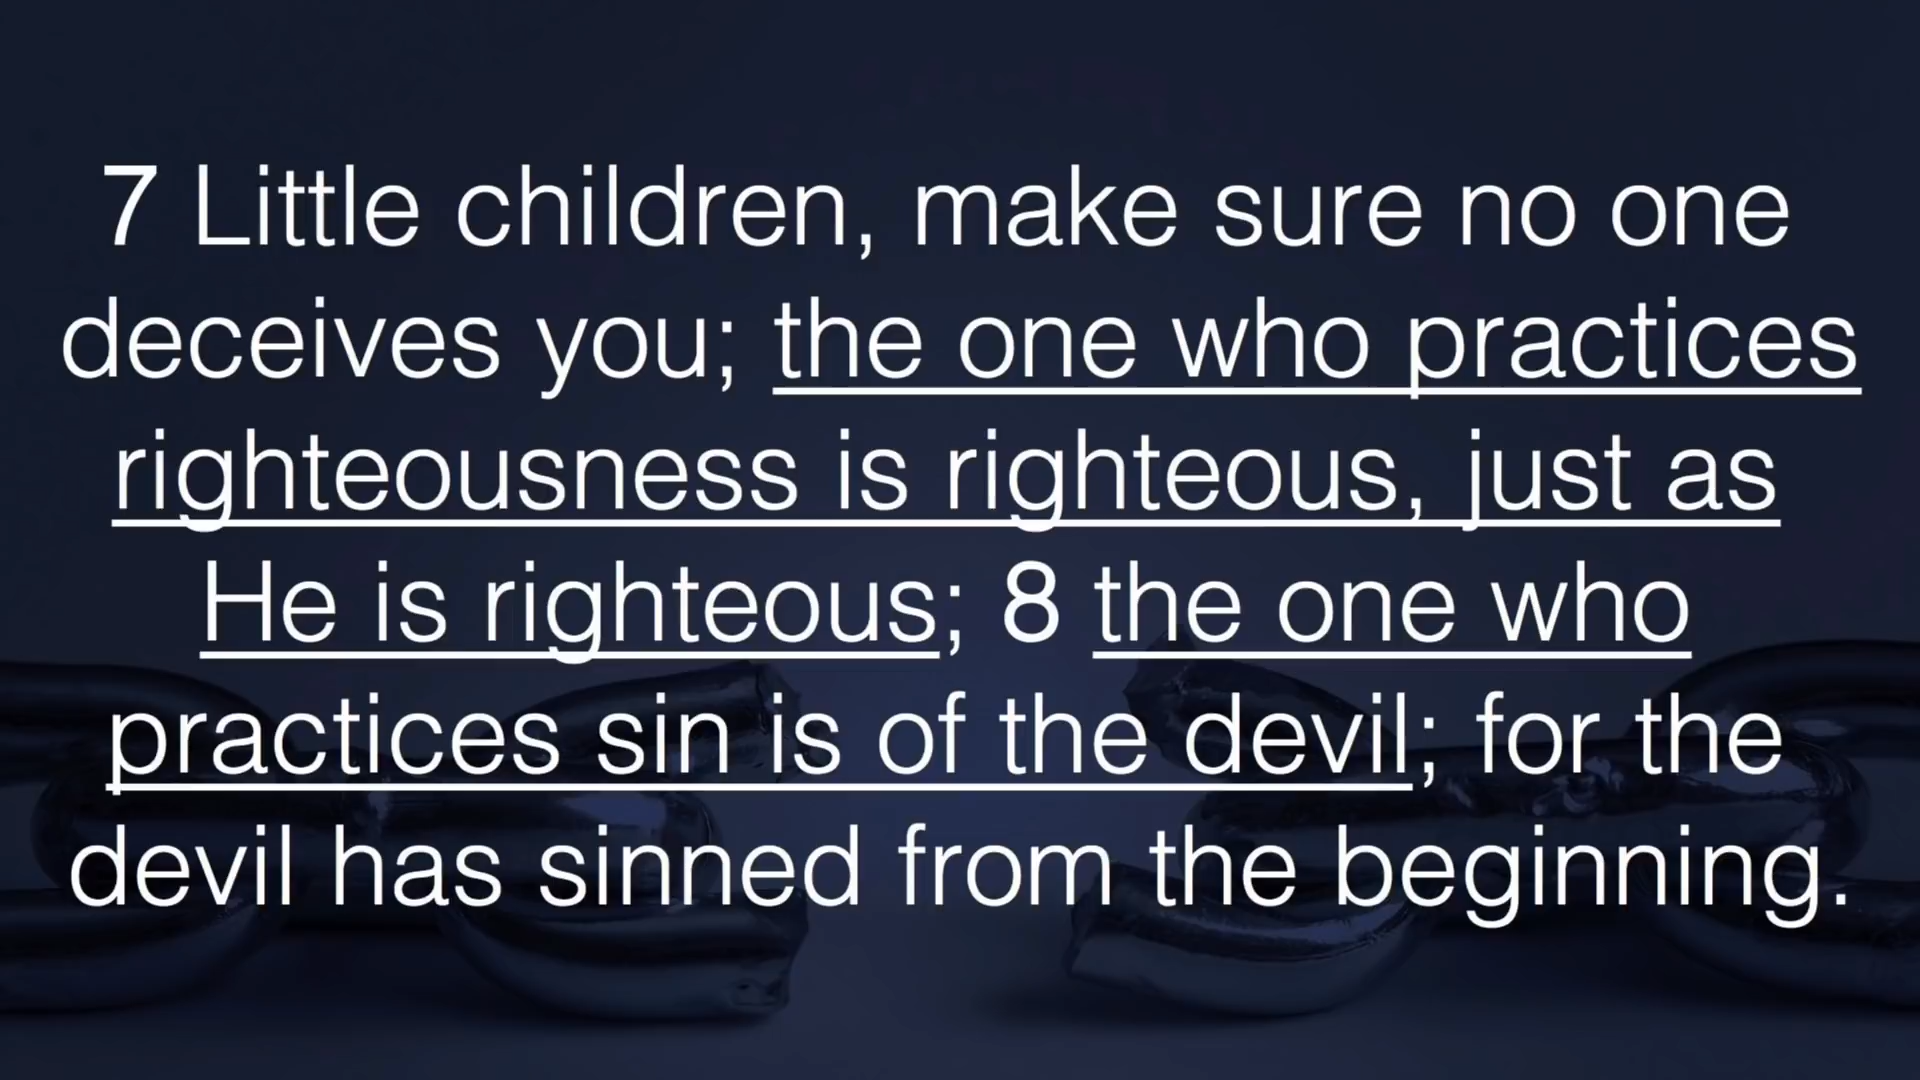 7 Little children, make sure no one
deceives you; the one who practices
righteousness is righteous, just as
He is righteous; 8 the one who
practices sin is of the devil; for the
devil has sinned from the beginning.